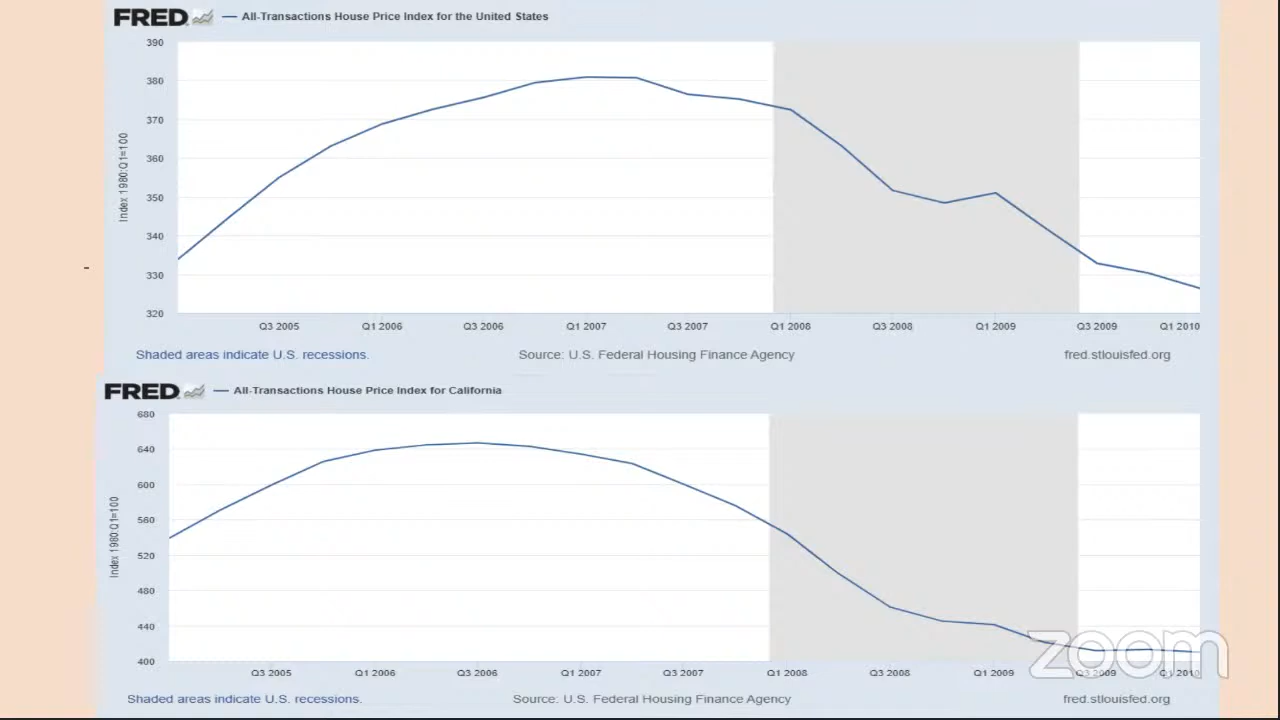 FRED — All-Transactions House Price Index for the United States
390
380
370
360
350
340
330
320
Index 1980:Q1=100
Q3 2005 Q1 2006 Q3 2006 Q1 2007 Q3 2007 Q1 2008 Q3 2008 Q1 2009 Q3 2009 Q1 2010
Shaded areas indicate U.S. recessions. Source: U.S. Federal Housing Finance Agency fred.stlouisfed.org
FRED — All-Transactions House Price Index for California
680
640
600
560
520
480
440
400
Index 1980:Q1=100
zoom
Q3 2005 Q1 2006 Q3 2006 Q1 2007 Q3 2007 Q1 2008 Q3 2008 Q1 2009 Q3 2009 Q1 2010
Shaded areas indicate U.S. recessions. Source: U.S. Federal Housing Finance Agency fred.stlouisfed.org